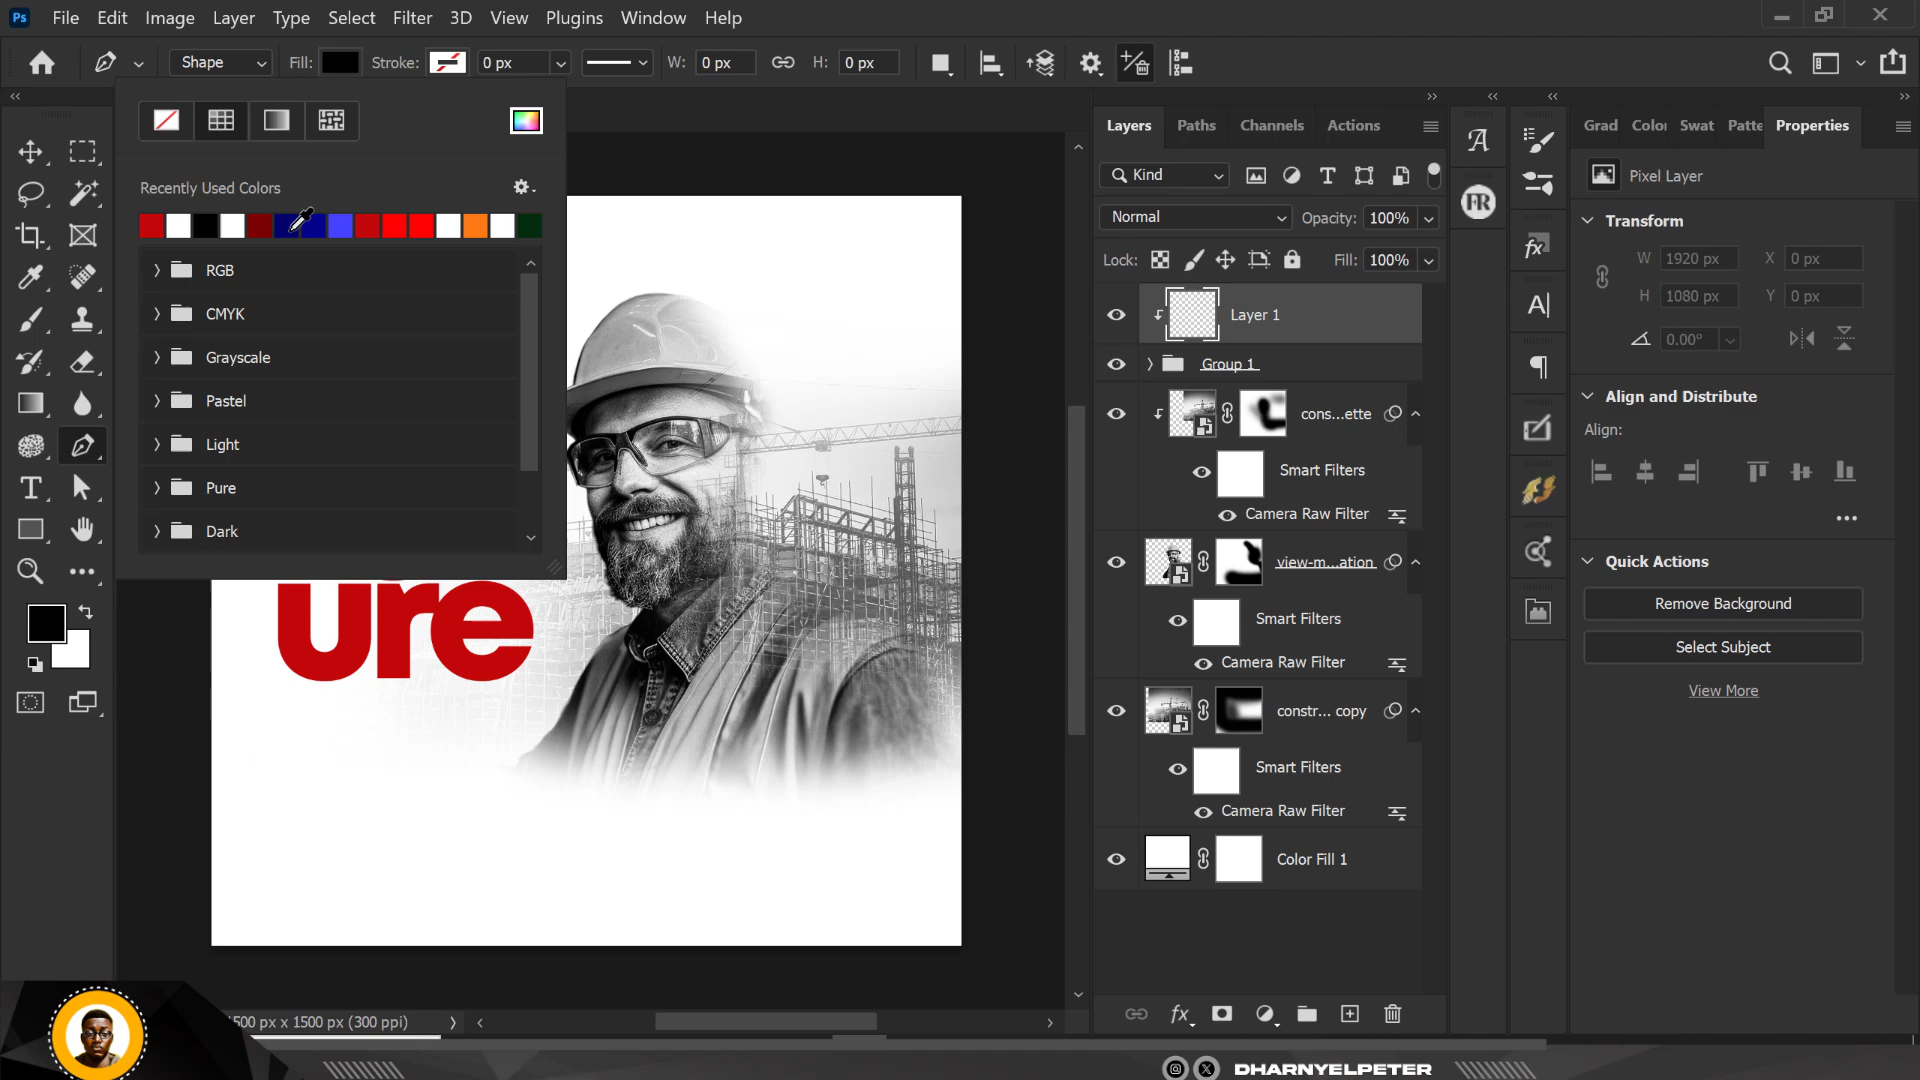 Ps File Edit Image Layer Type Select Filter 3D View Plugins Window Help
Shape Fill: Stroke: 0 px W: 0 px H: 0 px
Layers Paths Channels Actions
Grad Color Swat Patte Properties
Kind
Pixel Layer
Recently Used Colors
Normal Opacity: 100%
Transform
Lock: Fill: 100%
W 1920 px X 0 px
H 1080 px Y 0 px
0.00°
RGB
CMYK
Grayscale
Pastel
Light
Pure
Dark
Layer 1
Group 1
cons...ette
Smart Filters
Camera Raw Filter
view-m...ation
Smart Filters
Camera Raw Filter
constr... copy
Smart Filters
Camera Raw Filter
Color Fill 1
Align and Distribute
Align:
Quick Actions
Remove Background
Select Subject
View More
FR
ure
1500 px x 1500 px (300 ppi)
DHARNYELPETER